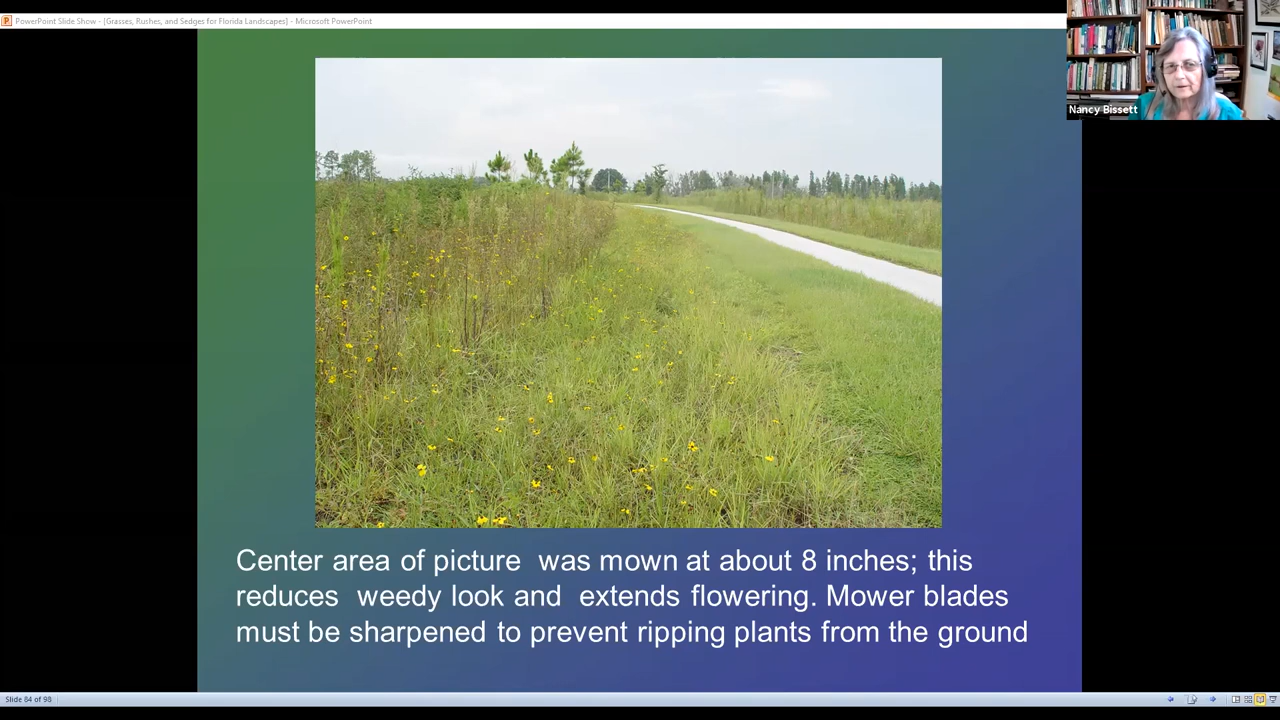 PowerPoint Slide Show - [Grasses, Rushes, and Sedges for Florida Landscapes] - Microsoft PowerPoint
Nancy Bissett
Center area of picture was mown at about 8 inches; this
reduces weedy look and extends flowering. Mower blades
must be sharpened to prevent ripping plants from the ground
Slide 84 of 98